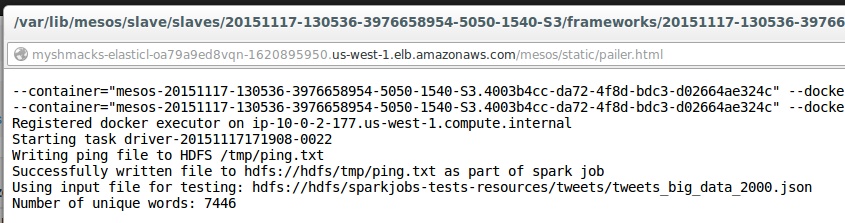 /var/lib/mesos/slave/slaves/20151117-130536-3976658954-5050-1540-S3/frameworks/20151117-130536-39766
myshmacks-elasticl-oa79a9ed8vqn-1620895950.us-west-1.elb.amazonaws.com/mesos/static/pailer.html
--container="mesos-20151117-130536-3976658954-5050-1540-S3.4003b4cc-da72-4f8d-bdc3-d02664ae324c" --docke
--container="mesos-20151117-130536-3976658954-5050-1540-S3.4003b4cc-da72-4f8d-bdc3-d02664ae324c" --docke
Registered docker executor on ip-10-0-2-177.us-west-1.compute.internal
Starting task driver-20151117171908-0022
Writing ping file to HDFS /tmp/ping.txt
Successfully written file to hdfs://hdfs/tmp/ping.txt as part of spark job
Using input file for testing: hdfs://hdfs/sparkjobs-tests-resources/tweets/tweets_big_data_2000.json
Number of unique words: 7446